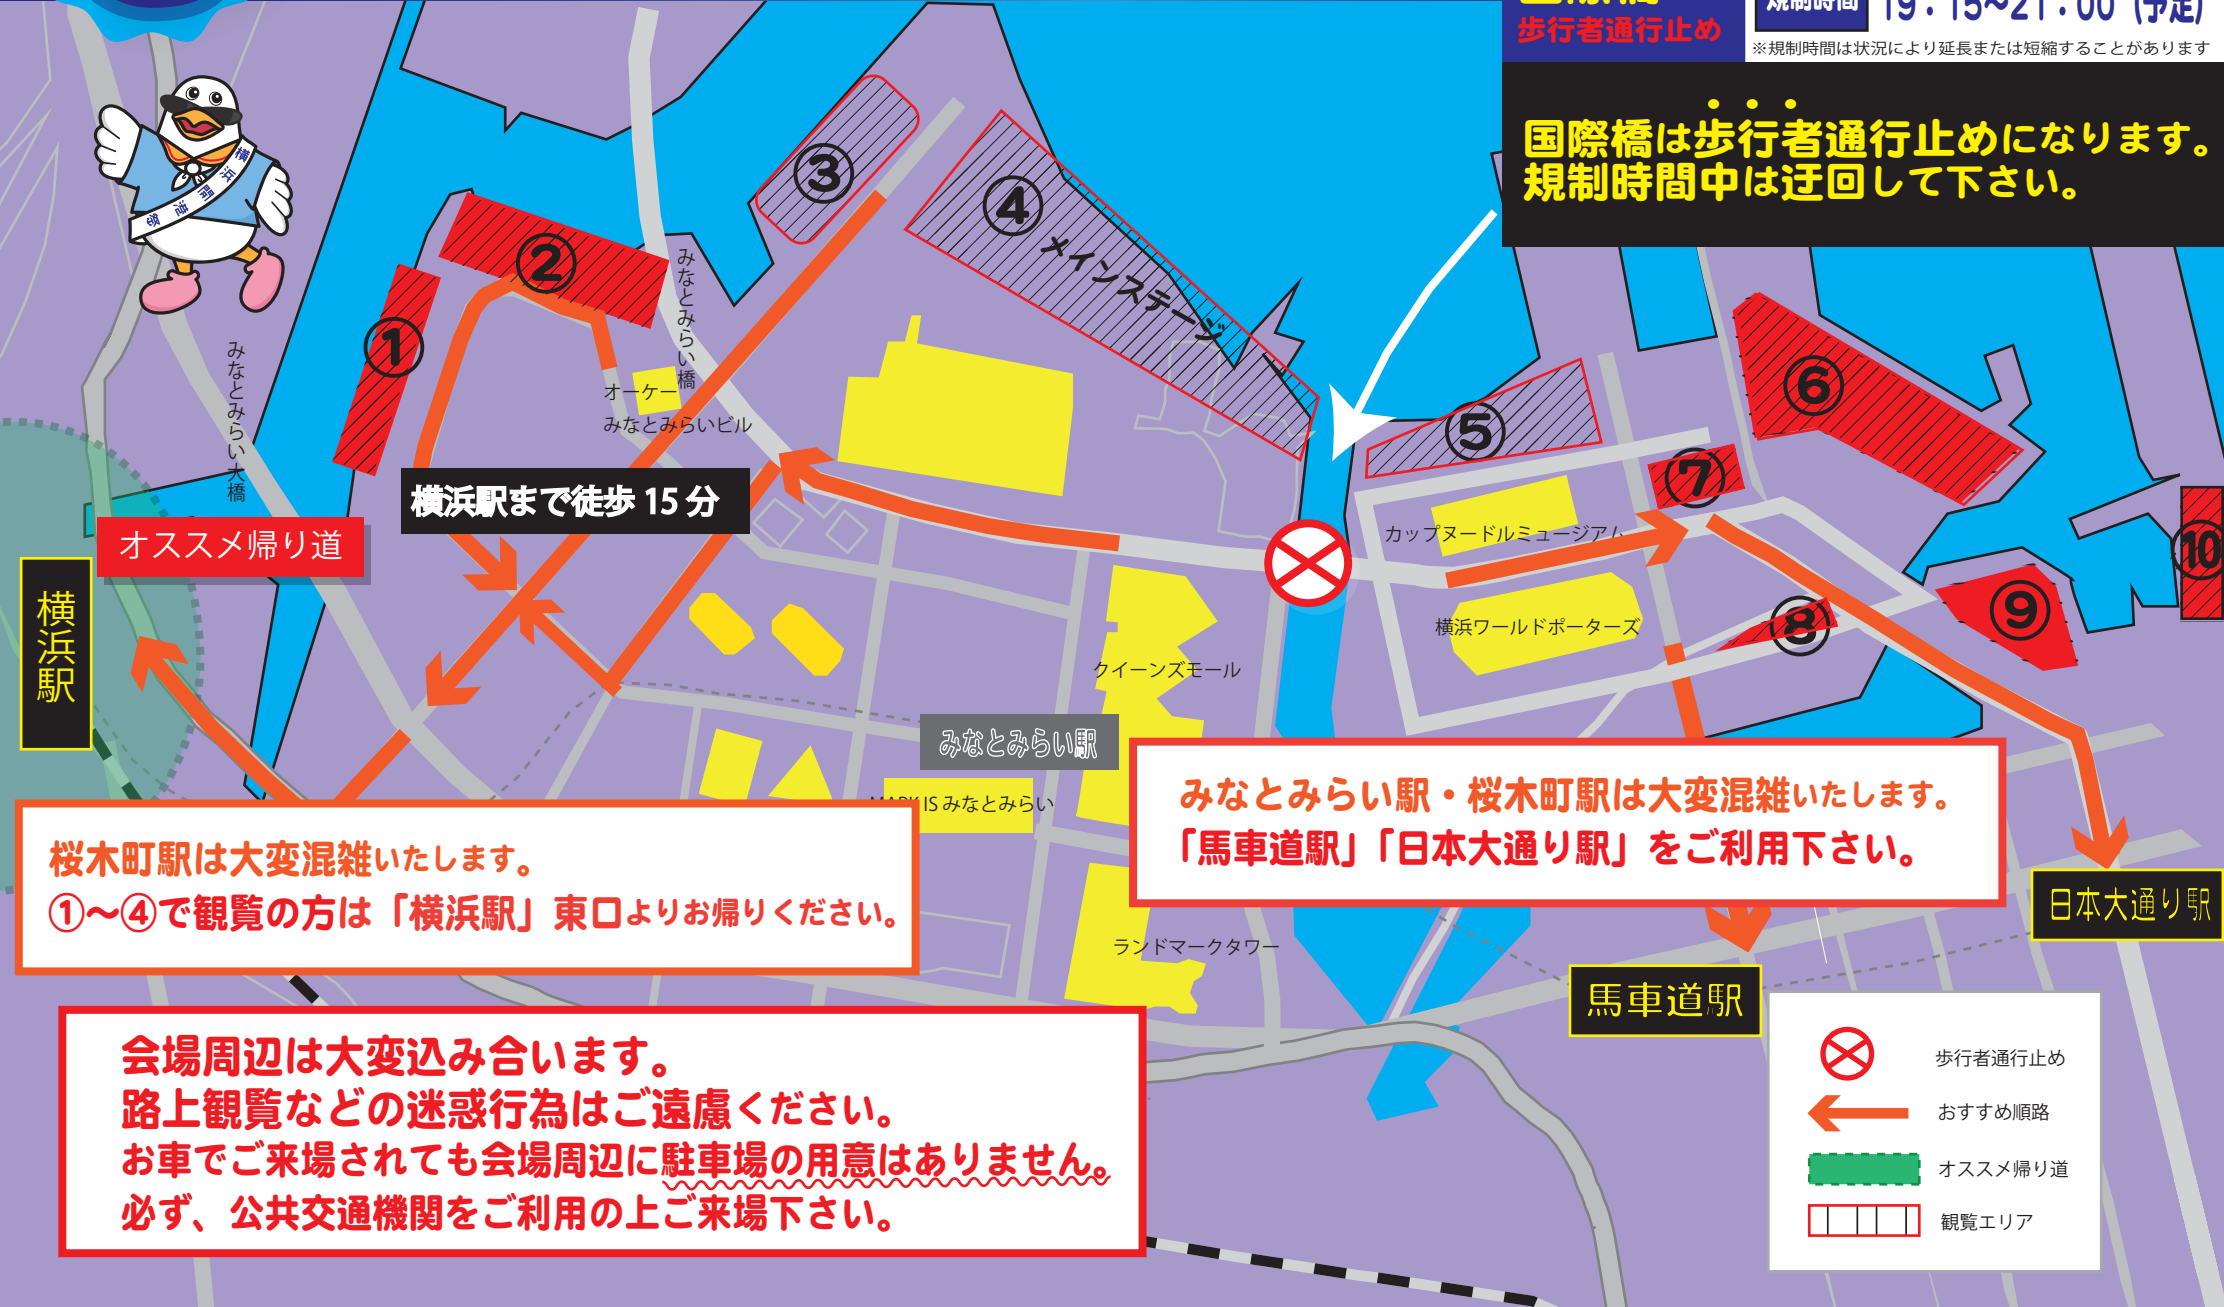 歩行者通行止め
規制時間
19:15～21:00 (予定)
※規制時間は状況により延長または短縮することがあります
国際橋は歩行者通行止めになります。
規制時間中は迂回して下さい。
横浜開港祭
③
④
メインステージ
②
①
みなとみらい橋
みなとみらい大橋
オーケー
みなとみらいビル
⑤
⑥
⑦
⑧
⑨
⑩
横浜駅まで徒歩 15 分
オススメ帰り道
横浜駅
カップヌードルミュージアム
横浜ワールドポーターズ
クイーンズモール
みなとみらい駅
MARK IS みなとみらい
ランドマークタワー
みなとみらい駅・桜木町駅は大変混雑いたします。
「馬車道駅」「日本大通り駅」をご利用下さい。
桜木町駅は大変混雑いたします。
①～④で観覧の方は「横浜駅」東口よりお帰りください。
日本大通り駅
馬車道駅
会場周辺は大変込み合います。
路上観覧などの迷惑行為はご遠慮ください。
お車でご来場されても会場周辺に駐車場の用意はありません。
必ず、公共交通機関をご利用の上ご来場下さい。
歩行者通行止め
おすすめ順路
オススメ帰り道
観覧エリア